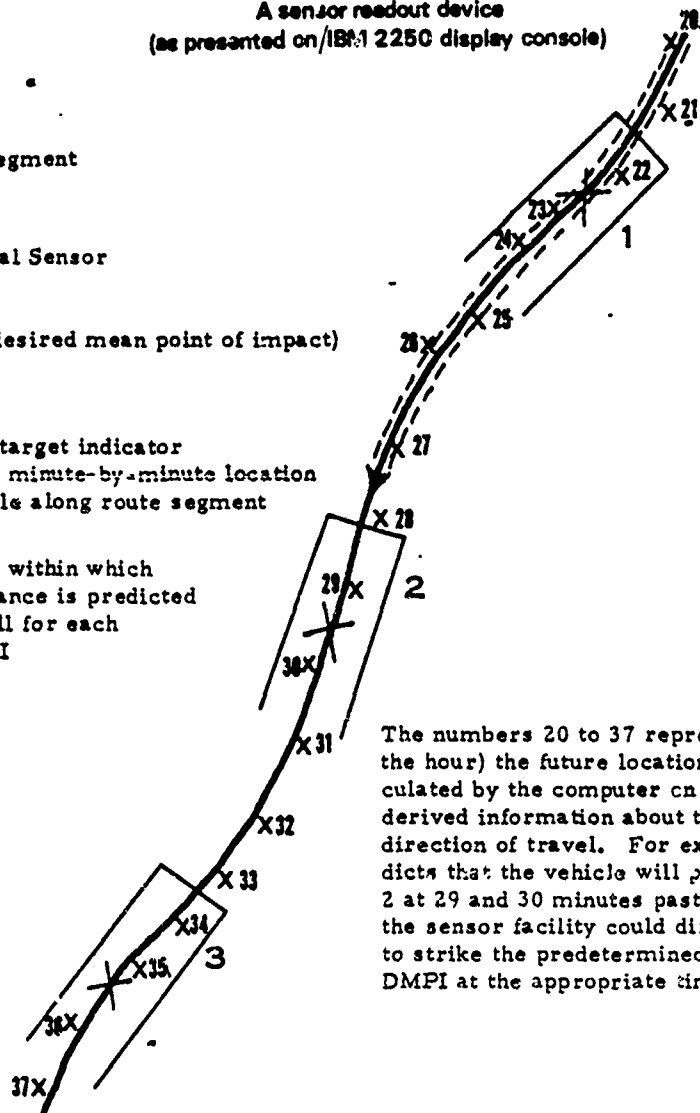 A sensor readout device
(as presented on/IBM 2250 display console)
20
21
22
23
24
1
25
26
27
28
29
2
30
31
32
33
34
35
3
36
37
egment
al Sensor
desired mean point of impact)
target indicator
minute-by-minute location
le along route segment
within which
ance is predicted
ll for each
I
The numbers 20 to 37 repr
the hour) the future location
culated by the computer on
derived information about t
direction of travel. For ex
dicts that the vehicle will p
2 at 29 and 30 minutes past
the sensor facility could di
to strike the predetermined
DMPI at the appropriate tim